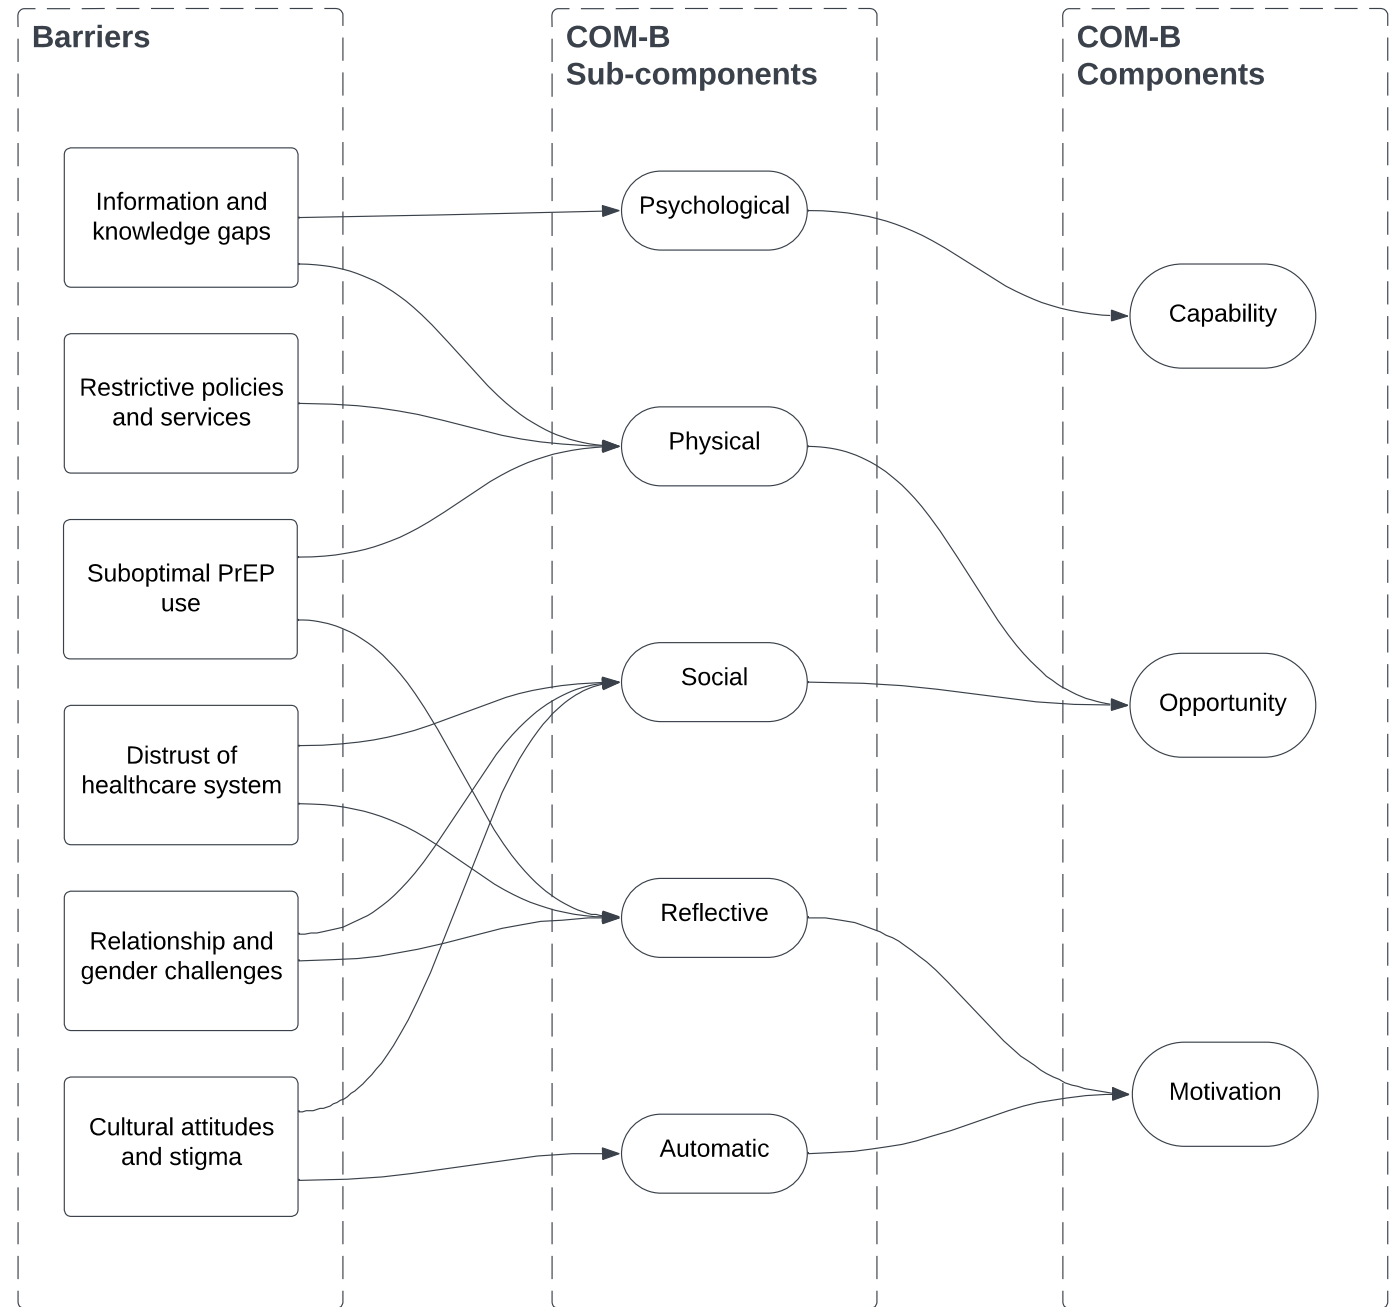 Barriers
Information and
knowledge gaps
Restrictive policies
and services
Suboptimal PrEP
use
Distrust of
healthcare system
Relationship and
gender challenges
Cultural attitudes
and stigma
COM-B
Sub-components
Psychological
Physical
Social
Reflective
Automatic
COM-B
Components
Capability
Opportunity
Motivation